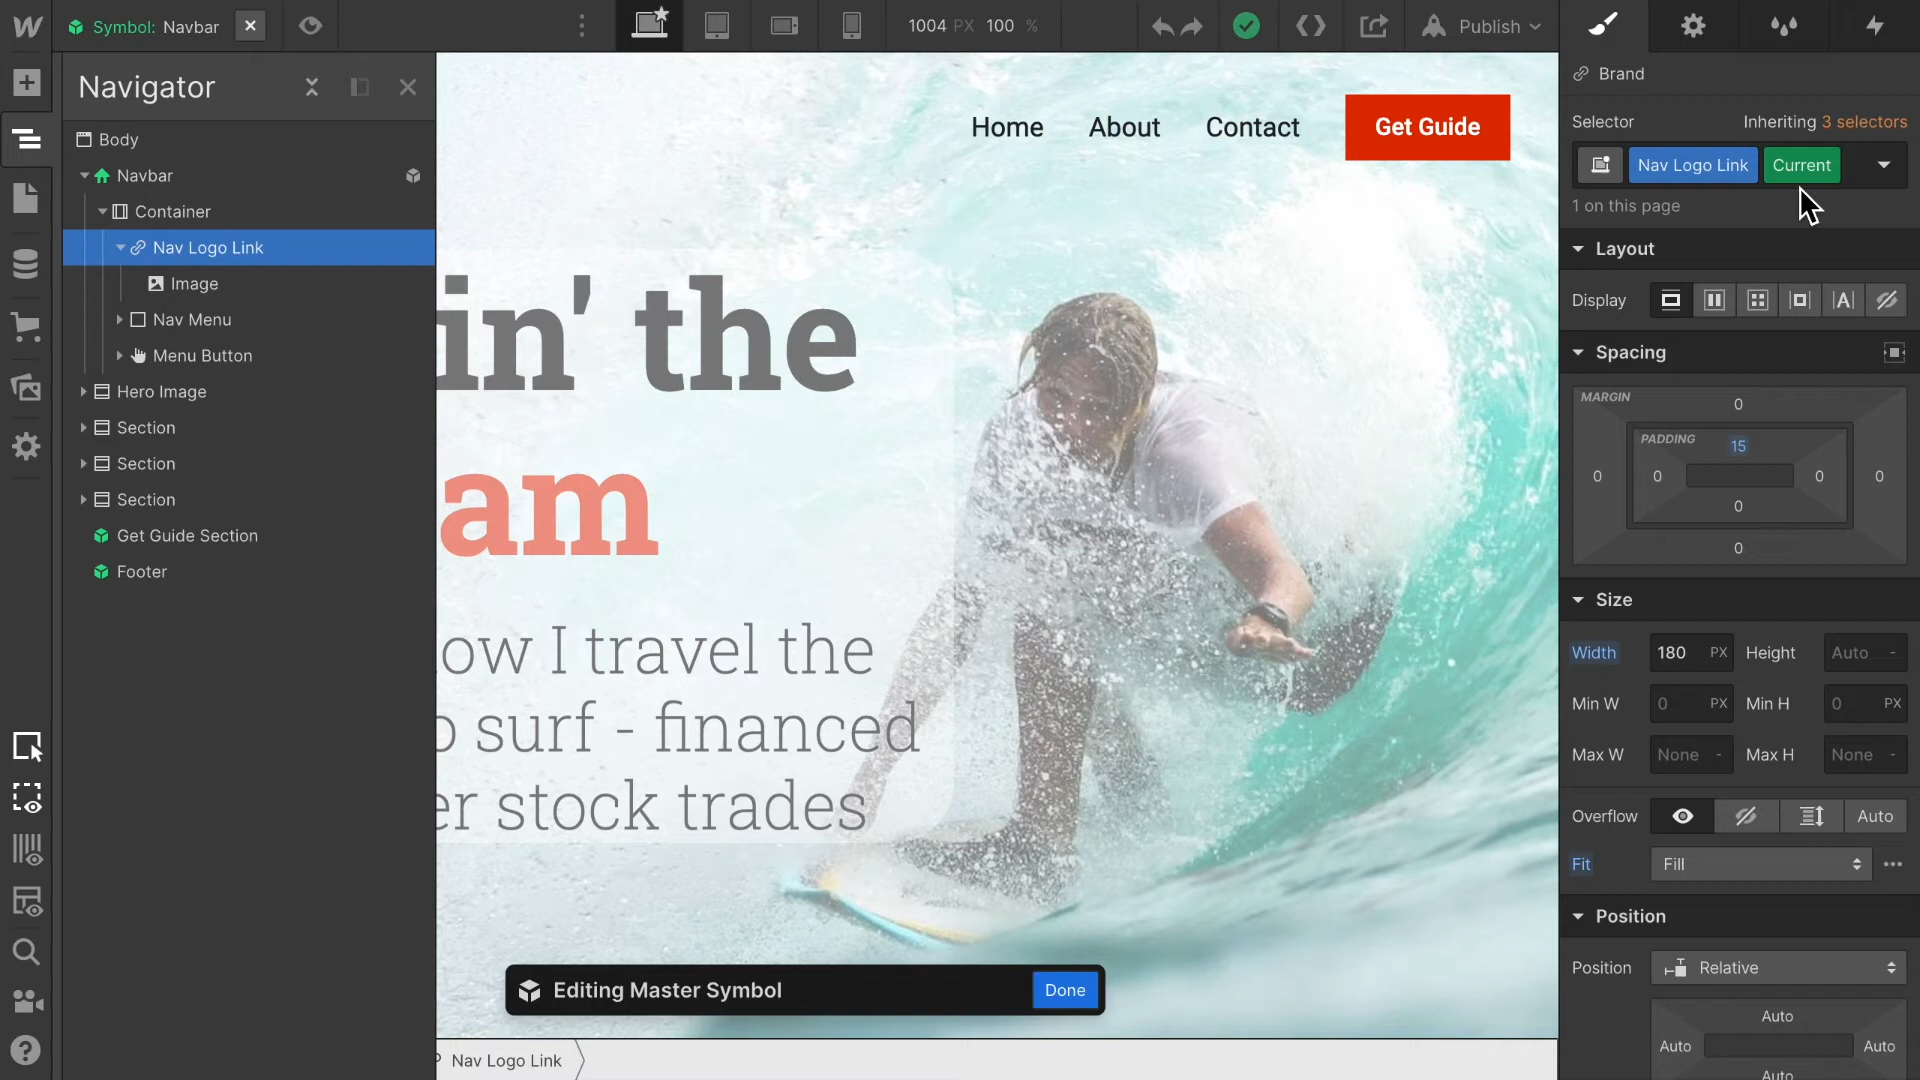 Symbol: Navbar
1004 PX 100 %
Publish
Navigator
Body
Navbar
Container
Nav Logo Link
Image
Nav Menu
Menu Button
Hero Image
Section
Section
Section
Get Guide Section
Footer
Home About Contact Get Guide
in' the
am
ow I travel the
o surf - financed
er stock trades
Editing Master Symbol Done
Nav Logo Link
Brand
Selector Inheriting 3 selectors
Nav Logo Link Current
1 on this page
Layout
Display
Spacing
MARGIN
0
PADDING
15
0 0 0 0
0
0
Size
Width 180 PX Height Auto -
Min W 0 PX Min H 0 PX
Max W None - Max H None -
Overflow Auto
Fit Fill
Position
Position Relative
Auto
Auto Auto
Auto